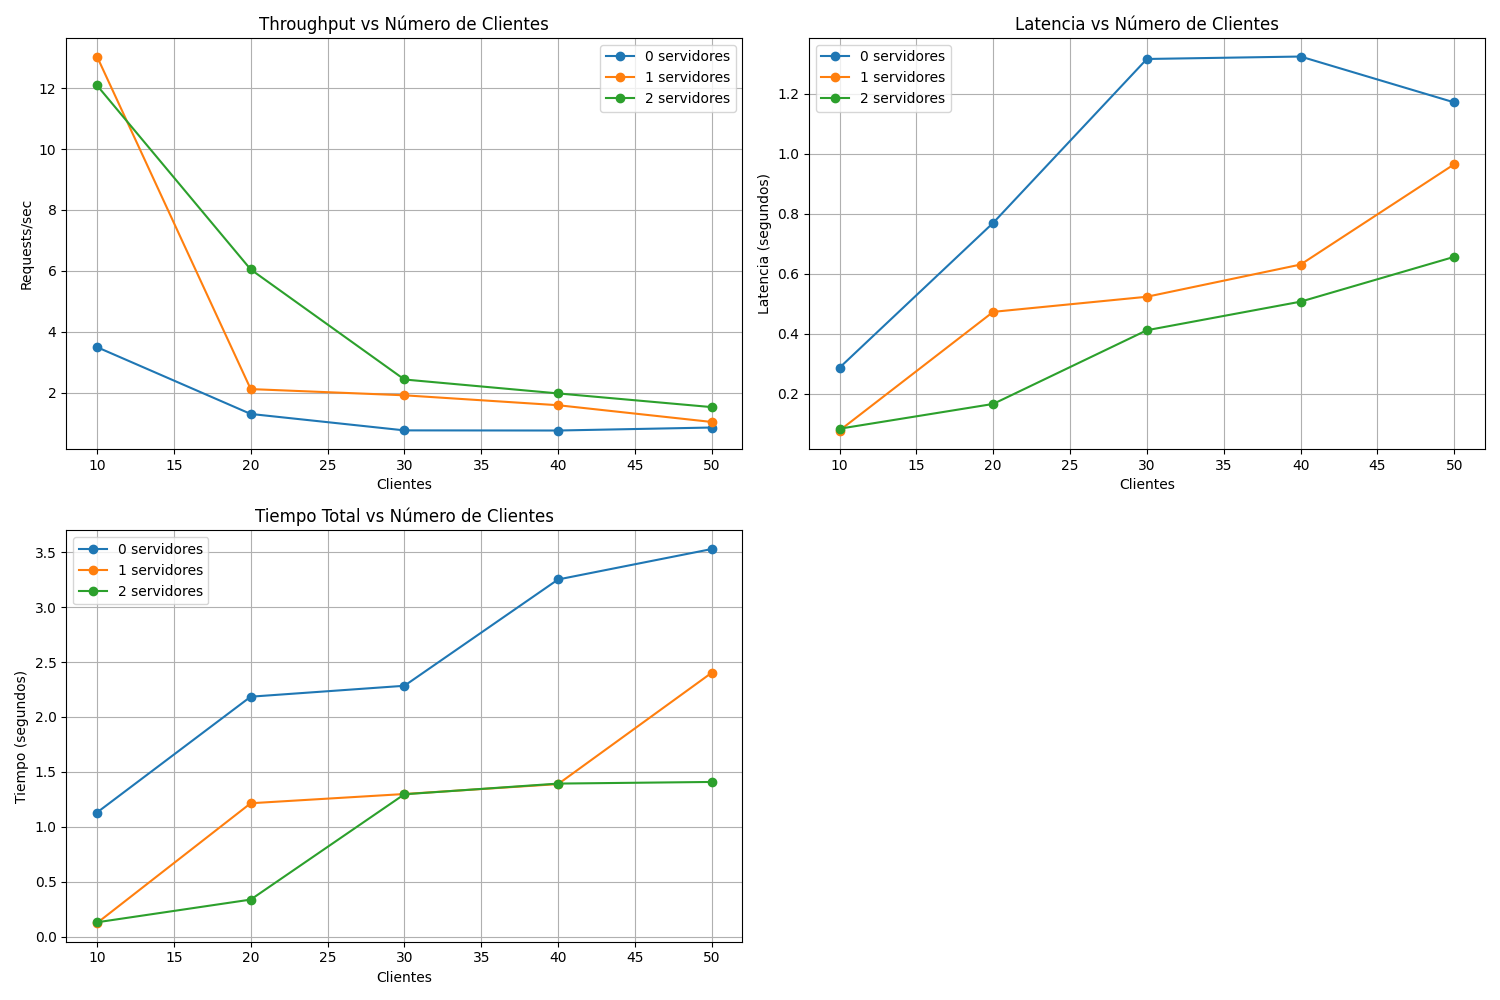 Throughput vs Número de Clientes
0 servidores
1 servidores
2 servidores
Requests/sec
12
10
8
6
4
2
10 15 20 25 30 35 40 45 50
Clientes
Latencia vs Número de Clientes
0 servidores
1 servidores
2 servidores
Latencia (segundos)
1.2
1.0
0.8
0.6
0.4
0.2
10 15 20 25 30 35 40 45 50
Clientes
Tiempo Total vs Número de Clientes
0 servidores
1 servidores
2 servidores
Tiempo (segundos)
3.5
3.0
2.5
2.0
1.5
1.0
0.5
0.0
10 15 20 25 30 35 40 45 50
Clientes